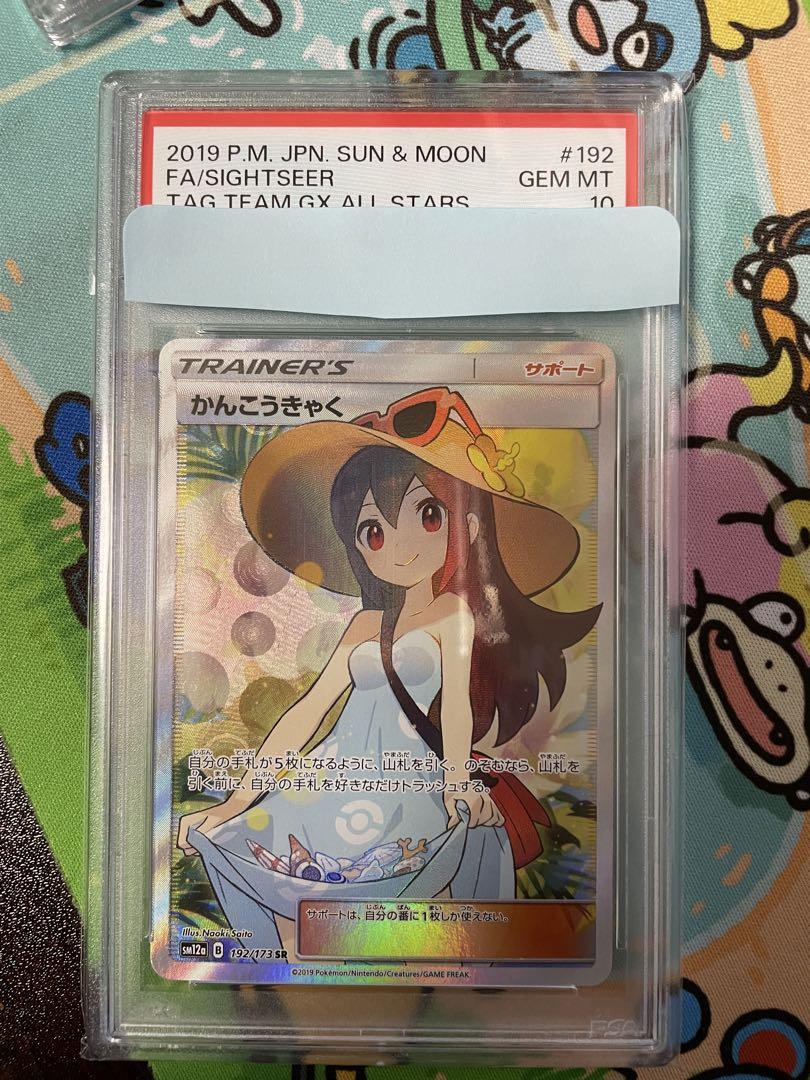 2019 P.M. JPN. SUN & MOON #192
FA/SIGHTSEER GEM MT
TAG TEAM GX ALL STARS 10
TRAINER'S サポート
かんこうきゃく
自分の手札が5枚になるように、山札を引く。のぞむなら、山札を
引く前に、自分の手札を好きなだけトラッシュする。
サポートは、自分の番に1枚しか使えない。
Illus. Naoki Saito
SM12a B 192/173 SR
©2019 Pokémon/Nintendo/Creatures/GAME FREAK
PSA